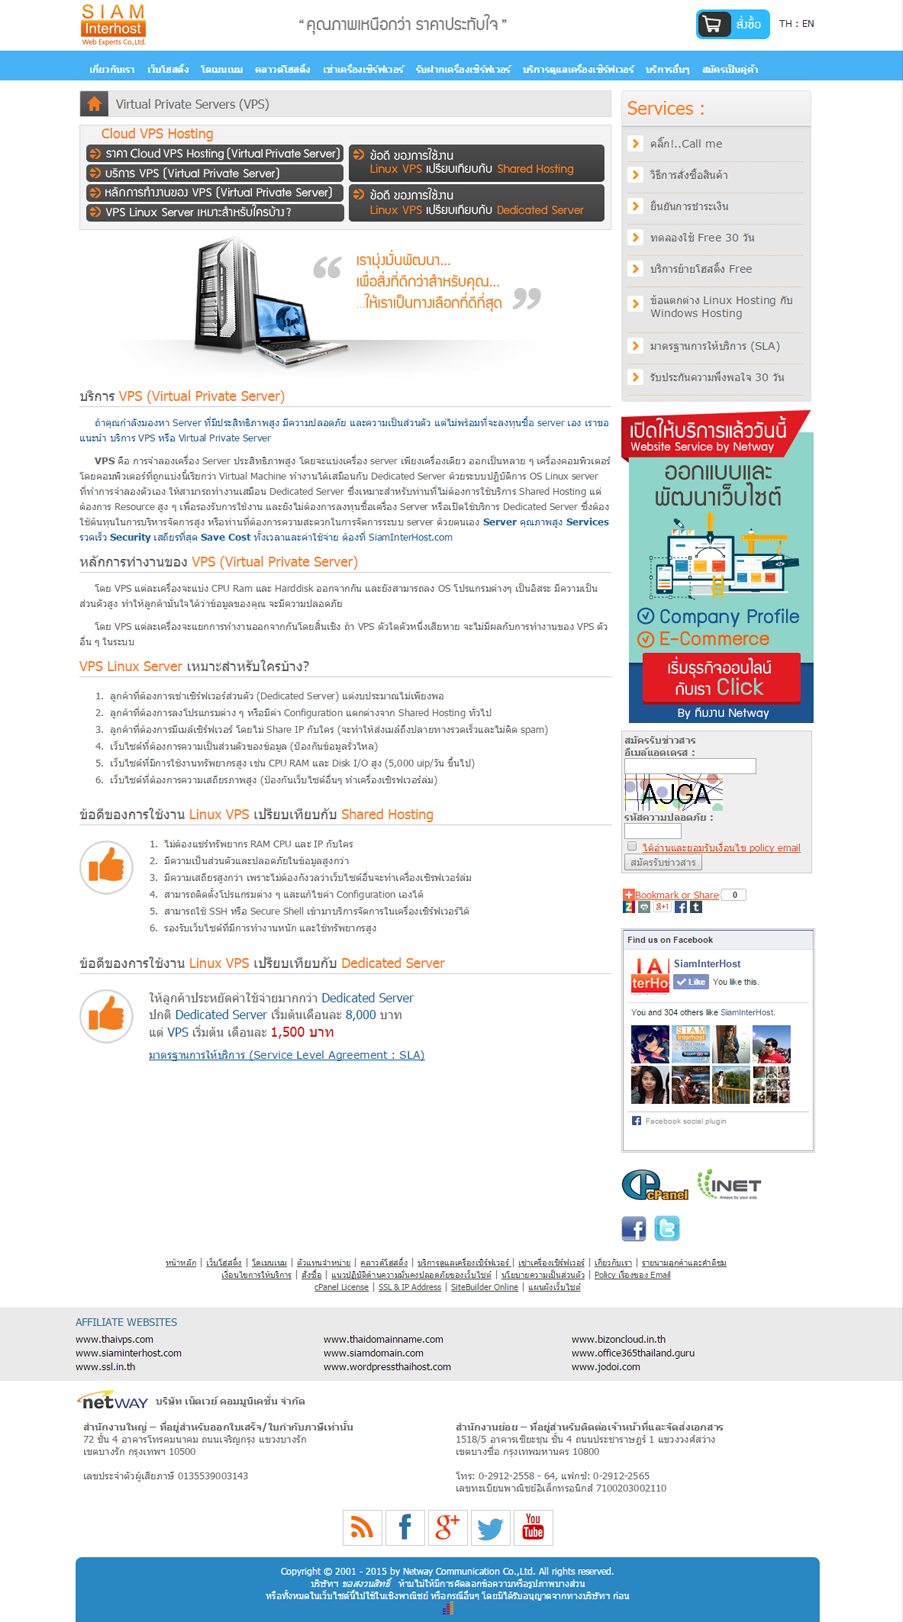 SIAM
Interhost
Web Experts Co.,Ltd.
“ คุณภาพเหนือกว่า ราคาประทับใจ ”
สั่งซื้อ
TH : EN
เกี่ยวกับเรา เว็บโฮสติ้ง โดเมนเนม คลาวด์โฮสติ้ง เช่าเครื่องเซิร์ฟเวอร์ รับฝากเครื่องเซิร์ฟเวอร์ บริการดูแลเครื่องเซิร์ฟเวอร์ บริการอื่นๆ สมัครเป็นคู่ค้า
Virtual Private Servers (VPS)
Cloud VPS Hosting
ราคา Cloud VPS Hosting (Virtual Private Server)
บริการ VPS (Virtual Private Server)
หลักการทำงานของ VPS (Virtual Private Server)
VPS Linux Server เหมาะสำหรับใครบ้าง ?
ข้อดี ของการใช้งาน
Linux VPS เปรียบเทียบกับ Shared Hosting
ข้อดี ของการใช้งาน
Linux VPS เปรียบเทียบกับ Dedicated Server
“ เรามุ่งมั่นพัฒนา...
เพื่อสิ่งที่ดีกว่าสำหรับคุณ...
...ให้เราเป็นทางเลือกที่ดีที่สุด ”
บริการ VPS (Virtual Private Server)
ถ้าคุณกำลังมองหา Server ที่มีประสิทธิภาพสูง มีความปลอดภัย และความเป็นส่วนตัว แต่ไม่พร้อมที่จะลงทุนซื้อ server เอง เราขอ
แนะนำ บริการ VPS หรือ Virtual Private Server
VPS คือ การจำลองเครื่อง Server ประสิทธิภาพสูง โดยจะแบ่งเครื่อง server เพียงเครื่องเดียว ออกเป็นหลาย ๆ เครื่องคอมพิวเตอร์
โดยคอมพิวเตอร์ที่ถูกแบ่งนี้เรียกว่า Virtual Machine ทำงานได้เสมือนกับ Dedicated Server ด้วยระบบปฏิบัติการ OS Linux server
ที่ทำการจำลองตัวเอง ให้สามารถทำงานเสมือน Dedicated Server ซึ่งเหมาะสำหรับท่านที่ไม่ต้องการใช้บริการ Shared Hosting แต่
ต้องการ Resource สูง ๆ เพื่อรองรับการใช้งาน และยังไม่ต้องการลงทุนซื้อเครื่อง Server หรือเปิดใช้บริการ Dedicated Server ซึ่งต้อง
ใช้ต้นทุนในการบริหารจัดการสูง หรือท่านที่ต้องการความสะดวกในการจัดการระบบ server ด้วยตนเอง Server คุณภาพสูง Services
รวดเร็ว Security เสถียรที่สุด Save Cost ทั้งเวลาและค่าใช้จ่าย ต้องที่ SiamInterHost.com
หลักการทำงานของ VPS (Virtual Private Server)
โดย VPS แต่ละเครื่องจะแบ่ง CPU Ram และ Harddisk ออกจากกัน และยังสามารถลง OS โปรแกรมต่างๆ เป็นอิสระ มีความเป็น
ส่วนตัวสูง ทำให้ลูกค้ามั่นใจได้ว่าข้อมูลของคุณ จะมีความปลอดภัย
โดย VPS แต่ละเครื่องจะแยกการทำงานออกจากกันโดยสิ้นเชิง ถ้า VPS ตัวใดตัวหนึ่งเสียหาย จะไม่มีผลกับการทำงานของ VPS ตัว
อื่น ๆ ในระบบ
VPS Linux Server เหมาะสำหรับใครบ้าง?
1. ลูกค้าที่ต้องการเช่าเซิร์ฟเวอร์ส่วนตัว (Dedicated Server) แต่งบประมาณไม่เพียงพอ
2. ลูกค้าที่ต้องการลงโปรแกรมต่าง ๆ หรือมีค่า Configuration แตกต่างจาก Shared Hosting ทั่วไป
3. ลูกค้าที่ต้องการมีเมล์เซิร์ฟเวอร์ โดยไม่ Share IP กับใคร (จะทำให้ส่งเมล์ถึงปลายทางรวดเร็วและไม่ติด spam)
4. เว็บไซต์ที่ต้องการความเป็นส่วนตัวของข้อมูล (ป้องกันข้อมูลรั่วไหล)
5. เว็บไซต์ที่มีการใช้งานทรัพยากรสูง เช่น CPU RAM และ Disk I/O สูง (5,000 uip/วัน ขึ้นไป)
6. เว็บไซต์ที่ต้องการความเสถียรภาพสูง (ป้องกันเว็บไซต์อื่นๆ ทำเครื่องเซิรฟเวอร์ล่ม)
ข้อดีของการใช้งาน Linux VPS เปรียบเทียบกับ Shared Hosting
1. ไม่ต้องแชร์ทรัพยากร RAM CPU และ IP กับใคร
2. มีความเป็นส่วนตัวและปลอดภัยในข้อมูลสูงกว่า
3. มีความเสถียรสูงกว่า เพราะไม่ต้องกังวลว่าเว็บไซต์อื่นจะทำเครื่องเซิรฟเวอร์ล่ม
4. สามารถติดตั้งโปรแกรมต่าง ๆ และแก้ไขค่า Configuration เองได้
5. สามารถใช้ SSH หรือ Secure Shell เข้ามาบริการจัดการในเครื่องเซิร์ฟเวอร์ได้
6. รองรับเว็บไซต์ที่มีการทำงานหนัก และใช้ทรัพยากรสูง
ข้อดีของการใช้งาน Linux VPS เปรียบเทียบกับ Dedicated Server
ให้ลูกค้าประหยัดค่าใช้จ่ายมากกว่า Dedicated Server
ปกติ Dedicated Server เริ่มต้นเดือนละ 8,000 บาท
แต่ VPS เริ่มต้น เดือนละ 1,500 บาท
มาตรฐานการให้บริการ (Service Level Agreement : SLA)
Services :
คลิ๊ก!..Call me
วิธีการสั่งซื้อสินค้า
ยืนยันการชำระเงิน
ทดลองใช้ Free 30 วัน
บริการย้ายโฮสติ้ง Free
ข้อแตกต่าง Linux Hosting กับ
Windows Hosting
มาตรฐานการให้บริการ (SLA)
รับประกันความพึงพอใจ 30 วัน
เปิดให้บริการแล้ววันนี้
Website Service by Netway
ออกแบบและ
พัฒนาเว็บไซต์
Company Profile
E-Commerce
เริ่มธุรกิจออนไลน์
กับเรา Click
By ทีมงาน Netway
สมัครรับข่าวสาร
อีเมล์แอดเดรส :
AJGA
รหัสความปลอดภัย :
ได้อ่านและยอมรับเงื่อนไข policy email
สมัครรับข่าวสาร
Bookmark or Share 0
Find us on Facebook
SiamInterHost
Like You like this.
You and 304 others like SiamInterHost.
Facebook social plugin
cPanel
INET
Always by your side
หน้าหลัก | เว็บโฮสติ้ง | โดเมนเนม | ตัวแทนจำหน่าย | คลาวด์โฮสติ้ง | บริการดูแลเครื่องเซิร์ฟเวอร์ | เช่าเครื่องเซิร์ฟเวอร์ | เกี่ยวกับเรา | รายนามลูกค้าและคำติชม
เงื่อนไขการให้บริการ | สั่งซื้อ | แนวปฏิบัติด้านความมั่นคงปลอดภัยของเว็บไซต์ | นโยบายความเป็นส่วนตัว | Policy เรื่องของ Email
cPanel License | SSL & IP Address | SiteBuilder Online | แผนผังเว็บไซต์
AFFILIATE WEBSITES
www.thaivps.com www.thaidomainname.com www.bizoncloud.in.th
www.siaminterhost.com www.siamdomain.com www.office365thailand.guru
www.ssl.in.th www.wordpressthaihost.com www.jodoi.com
netway บริษัท เน็ตเวย์ คอมมูนิเคชั่น จำกัด
สำนักงานใหญ่ – ที่อยู่สำหรับออกใบเสร็จ/ใบกำกับภาษีเท่านั้น
72 ชั้น 4 อาคารโทรคมนาคม ถนนเจริญกรุง แขวงบางรัก
เขตบางรัก กรุงเทพฯ 10500
เลขประจำตัวผู้เสียภาษี 0135539003143
สำนักงานย่อย – ที่อยู่สำหรับติดต่อเจ้าหน้าที่และจัดส่งเอกสาร
1518/5 อาคารเชียะชุน ชั้น 4 ถนนประชาราษฎร์ 1 แขวงวงศ์สว่าง
เขตบางซื่อ กรุงเทพมหานคร 10800
โทร: 0-2912-2558 - 64, แฟกซ์: 0-2912-2565
เลขทะเบียนพาณิชย์อิเล็กทรอนิกส์ 7100203002110
You
Tube
Copyright © 2001 - 2015 by Netway Communication Co.,Ltd. All rights reserved.
บริษัทฯ ขอสงวนสิทธิ์ ห้ามไม่ให้มีการคัดลอกข้อความหรือรูปภาพบางส่วน
หรือทั้งหมดในเว็บไซต์นี้ไปใช้ในเชิงพาณิชย์ หรือกรณีอื่นๆ โดยมิได้รับอนุญาตจากทางบริษัทฯ ก่อน